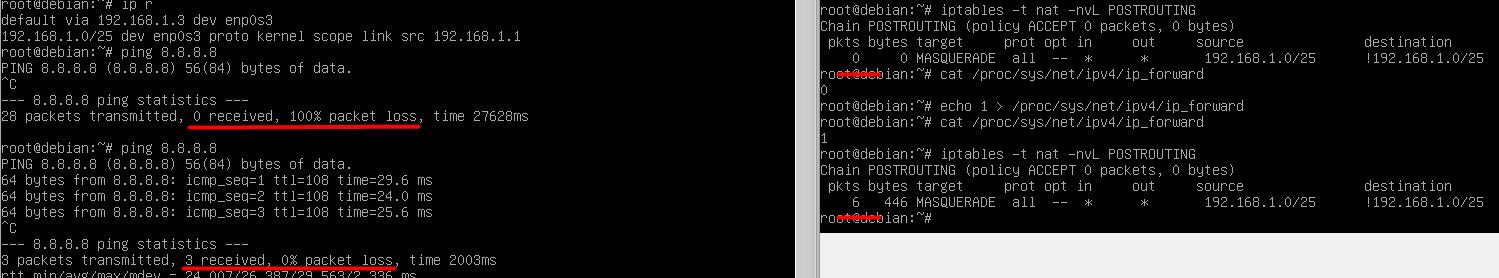 root@debian:~# ip r
default via 192.168.1.3 dev enp0s3
192.168.1.0/25 dev enp0s3 proto kernel scope link src 192.168.1.1
root@debian:~# ping 8.8.8.8
PING 8.8.8.8 (8.8.8.8) 56(84) bytes of data.
^C
--- 8.8.8.8 ping statistics ---
28 packets transmitted, 0 received, 100% packet loss, time 27628ms
root@debian:~# ping 8.8.8.8
PING 8.8.8.8 (8.8.8.8) 56(84) bytes of data.
64 bytes from 8.8.8.8: icmp_seq=1 ttl=108 time=29.6 ms
64 bytes from 8.8.8.8: icmp_seq=2 ttl=108 time=24.0 ms
64 bytes from 8.8.8.8: icmp_seq=3 ttl=108 time=25.6 ms
^C
--- 8.8.8.8 ping statistics ---
3 packets transmitted, 3 received, 0% packet loss, time 2003ms
rtt min/avg/max/mdev = 24.007/26.387/29.563/2.336 ms
root@debian:~# iptables -t nat -nvL POSTROUTING
Chain POSTROUTING (policy ACCEPT 0 packets, 0 bytes)
pkts bytes target prot opt in out source destination
0 0 MASQUERADE all -- * * 192.168.1.0/25 !192.168.1.0/25
root@debian:~# cat /proc/sys/net/ipv4/ip_forward
0
root@debian:~# echo 1 > /proc/sys/net/ipv4/ip_forward
root@debian:~# cat /proc/sys/net/ipv4/ip_forward
1
root@debian:~# iptables -t nat -nvL POSTROUTING
Chain POSTROUTING (policy ACCEPT 0 packets, 0 bytes)
pkts bytes target prot opt in out source destination
6 446 MASQUERADE all -- * * 192.168.1.0/25 !192.168.1.0/25
root@debian:~#